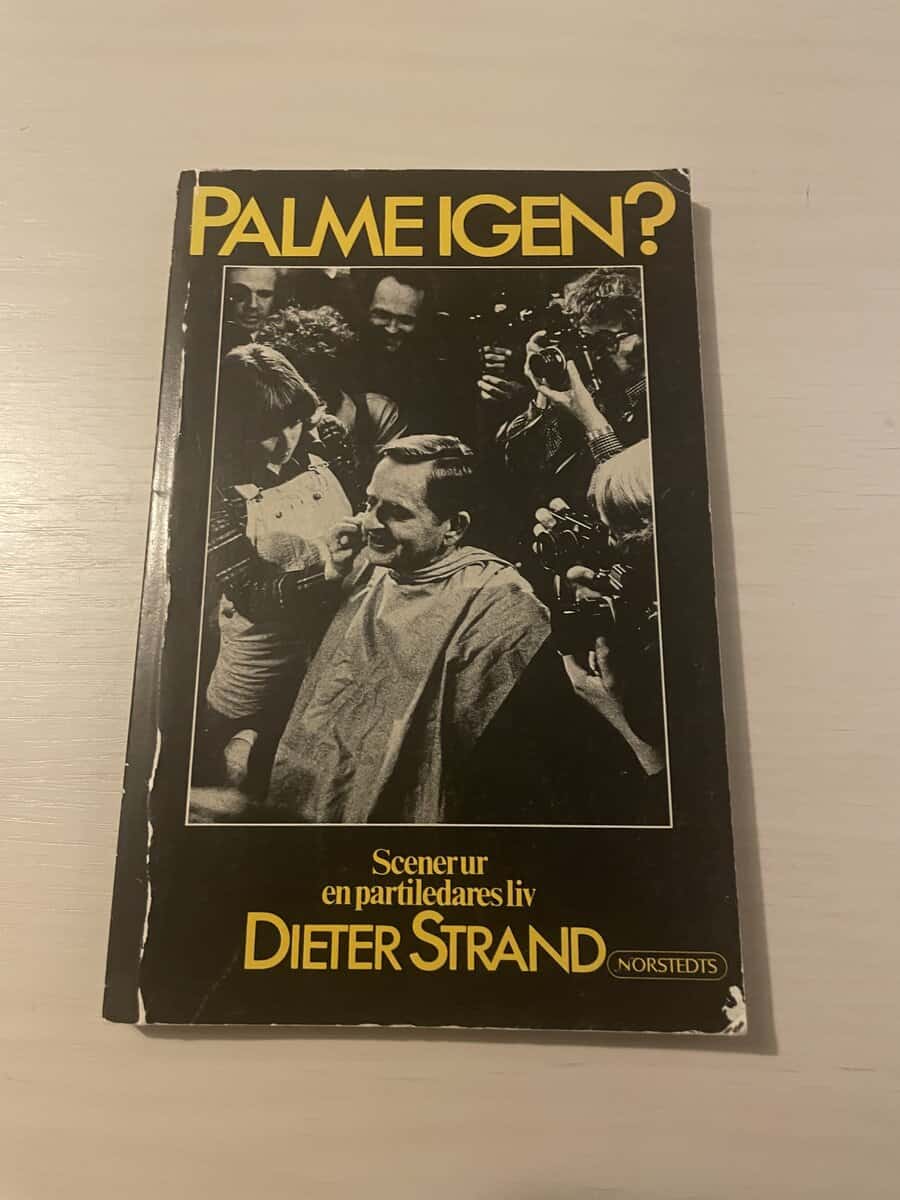 PALME IGEN?
Scener ur
en partiledares liv
DIETER STRAND
NORSTEDTS